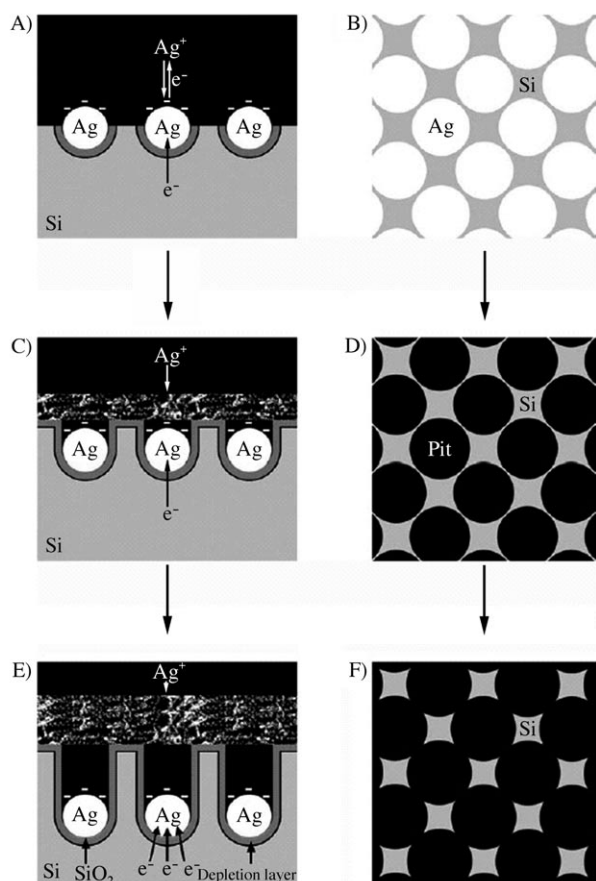 A)
Ag⁺
e⁻
Ag Ag Ag
e⁻
Si
B)
Si
Ag
C)
Ag⁺
Ag Ag Ag
e⁻
Si
D)
Si
Pit
E)
Ag⁺
Ag Ag Ag
Si SiO₂ e⁻ e⁻ e⁻ Depletion layer
F)
Si